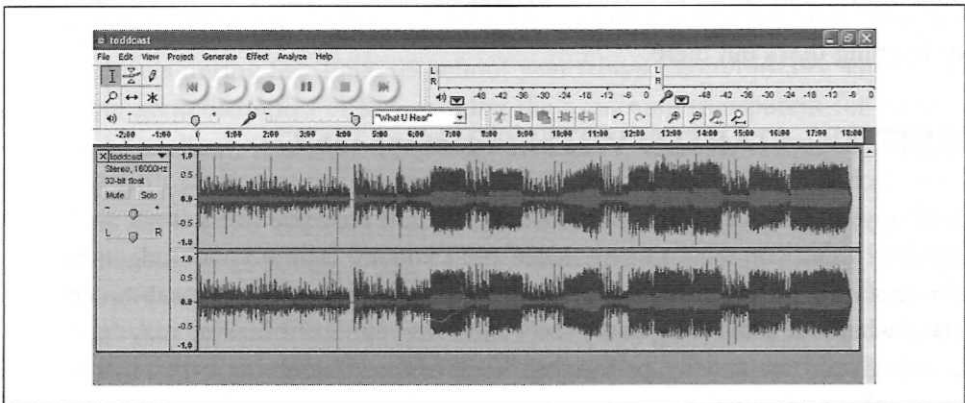 toddcast
File Edit View Project Generate Effect Analyze Help
L
R
-48 -42 -36 -30 -24 -18 -12 -6 0
L
R
-48 -42 -36 -30 -24 -18 -12 -6 0
"What U Hear"
-2:00 -1:00 0 1:00 2:00 3:00 4:00 5:00 6:00 7:00 8:00 9:00 10:00 11:00 12:00 13:00 14:00 15:00 16:00 17:00 18:00
X toddcast
Stereo, 16000Hz
32-bit float
Mute Solo
- +
L R
1.0
0.5
0.0
-0.5
-1.0
1.0
0.5
0.0
-0.5
-1.0